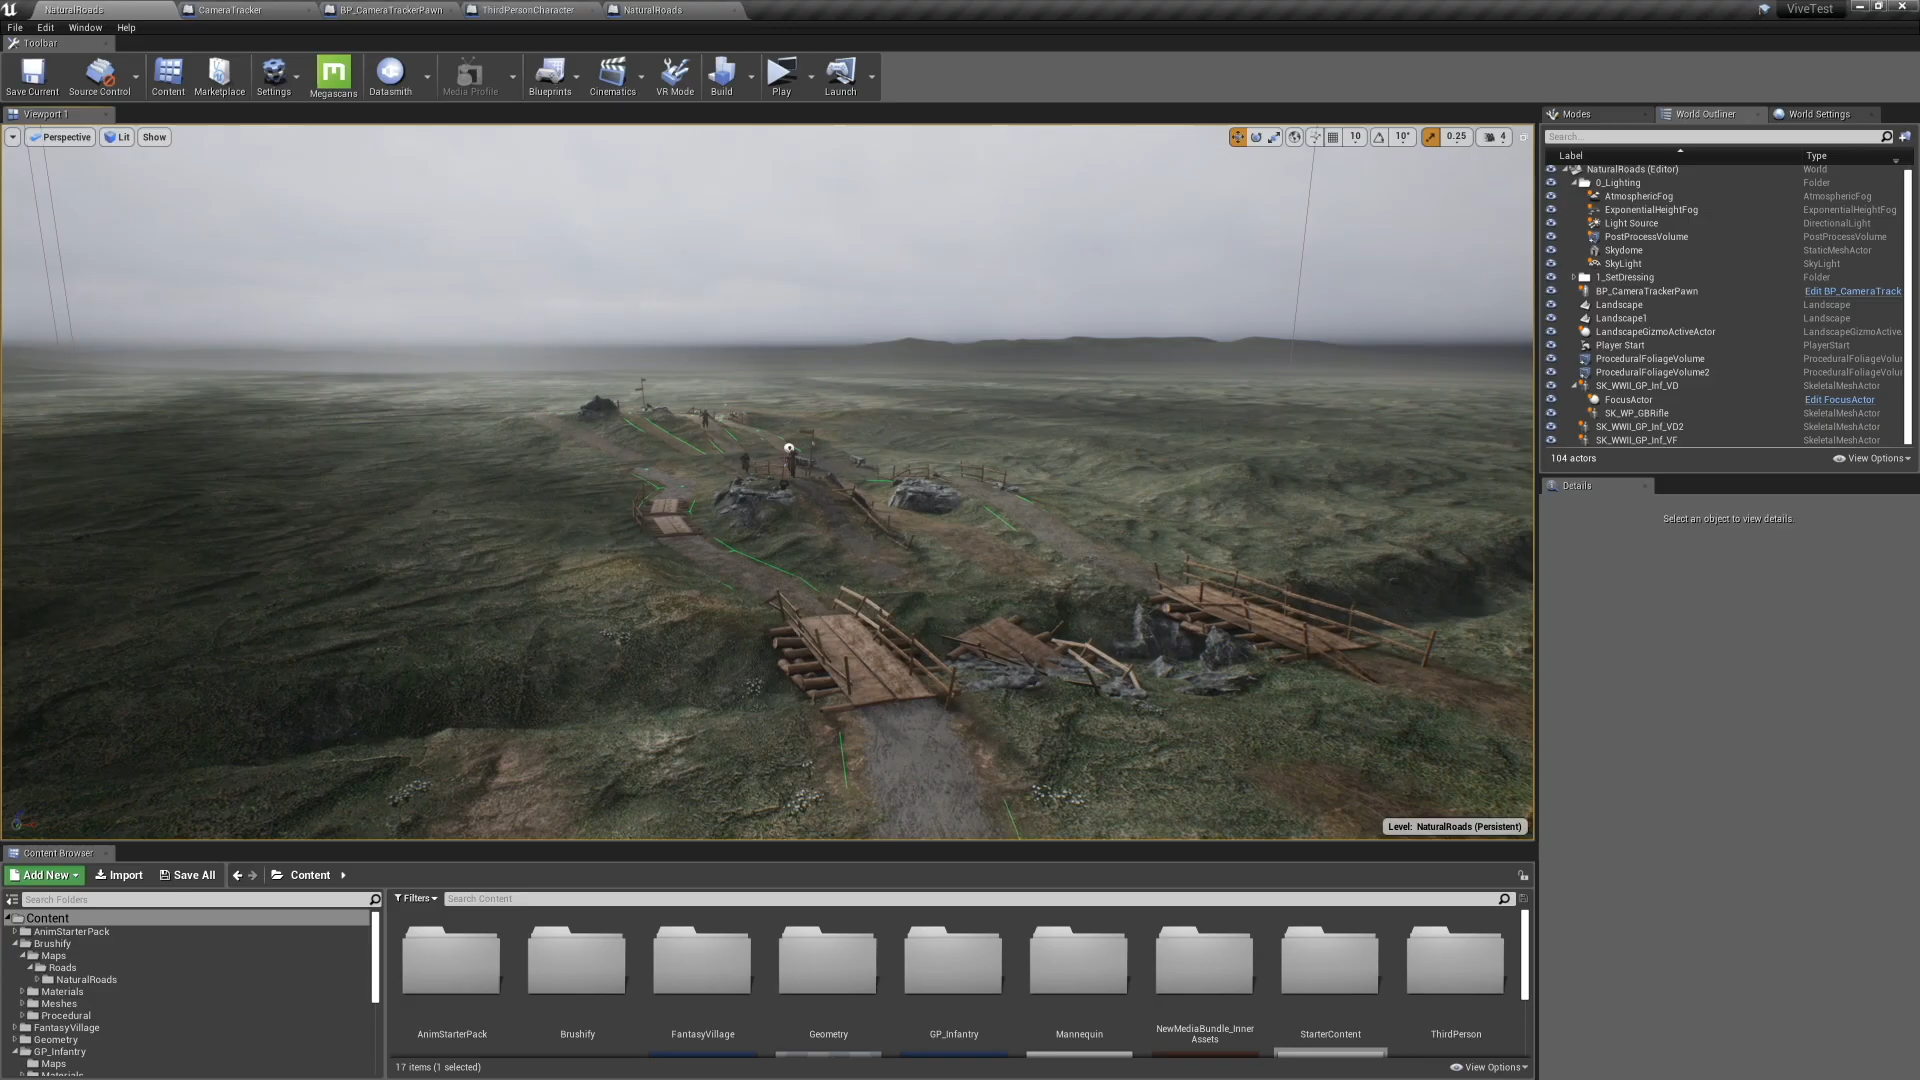 NaturalRoads
CameraTracker
BP_CameraTrackerPawn
ThirdPersonCharacter
NaturalRoads
ViveTest
File
Edit
Window
Help
Toolbar
Save Current
Source Control
Content
Marketplace
Settings
Megascans
Datasmith
Media Profile
Blueprints
Cinematics
VR Mode
Build
Play
Launch
Viewport 1
Perspective
Lit
Show
10
10°
0.25
4
Level: NaturalRoads (Persistent)
Modes
World Outliner
World Settings
Search...
Label Type
NaturalRoads (Editor) World
0_Lighting Folder
AtmosphericFog AtmosphericFog
ExponentialHeightFog ExponentialHeightFog
Light Source DirectionalLight
PostProcessVolume PostProcessVolume
Skydome StaticMeshActor
SkyLight SkyLight
1_SetDressing Folder
BP_CameraTrackerPawn Edit BP_CameraTrack
Landscape Landscape
Landscape1 Landscape
LandscapeGizmoActiveActor LandscapeGizmoActive
Player Start PlayerStart
ProceduralFoliageVolume ProceduralFoliageVolu
ProceduralFoliageVolume2 ProceduralFoliageVolu
SK_WWII_GP_Inf_VD SkeletalMeshActor
FocusActor Edit FocusActor
SK_WP_GBRifle SkeletalMeshActor
SK_WWII_GP_Inf_VD2 SkeletalMeshActor
SK_WWII_GP_Inf_VF SkeletalMeshActor
104 actors
View Options
Details
Select an object to view details.
Content Browser
Add New
Import
Save All
Content
Search Folders
Content
AnimStarterPack
Brushify
Maps
Roads
NaturalRoads
Materials
Meshes
Procedural
FantasyVillage
Geometry
GP_Infantry
Maps
Materials
Filters
Search Content
AnimStarterPack
Brushify
FantasyVillage
Geometry
GP_Infantry
Mannequin
NewMediaBundle_Inner
Assets
StarterContent
ThirdPerson
17 items (1 selected)
View Options